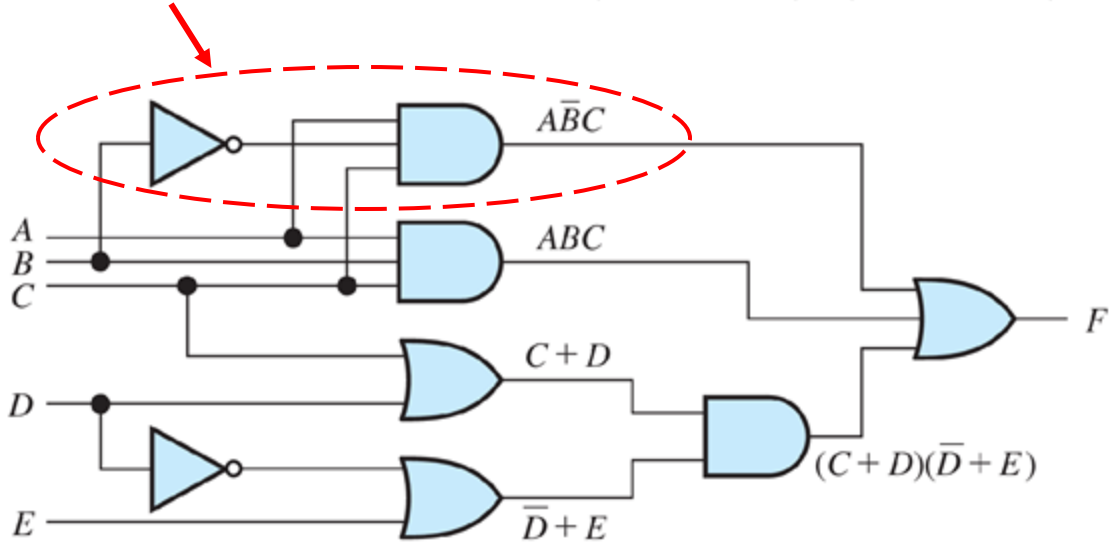 AB̅C
A
ABC
B
C
F
C + D
D
(C + D)(D̅ + E)
E
D̅ + E